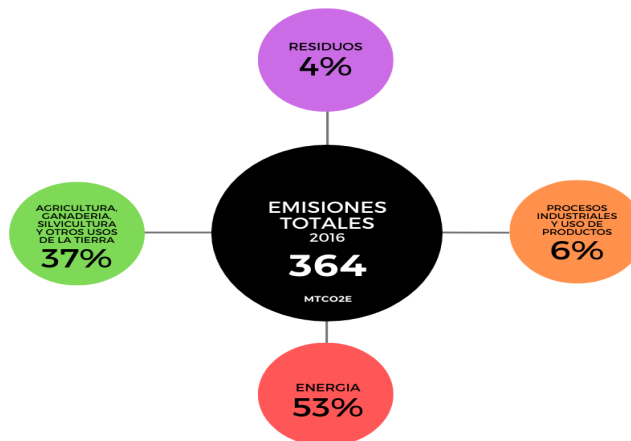 RESIDUOS
4%
AGRICULTURA,
GANADERIA,
SILVICULTURA
Y OTROS USOS
DE LA TIERRA
37%
EMISIONES
TOTALES
2016
364
MTCO2E
PROCESOS
INDUSTRIALES
Y USO DE
PRODUCTOS
6%
ENERGIA
53%